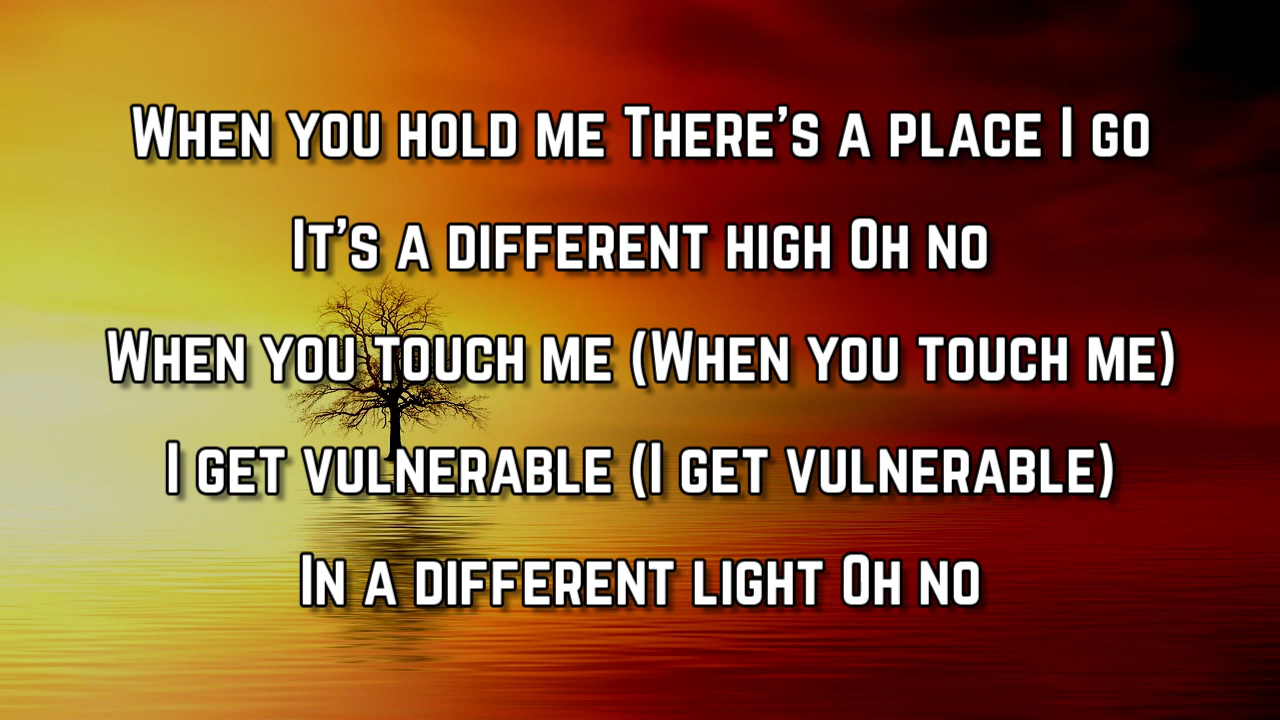 When you hold me There's a place I go
It's a different high Oh no
When you touch me (When you touch me)
I get vulnerable (I get vulnerable)
In a different light Oh no